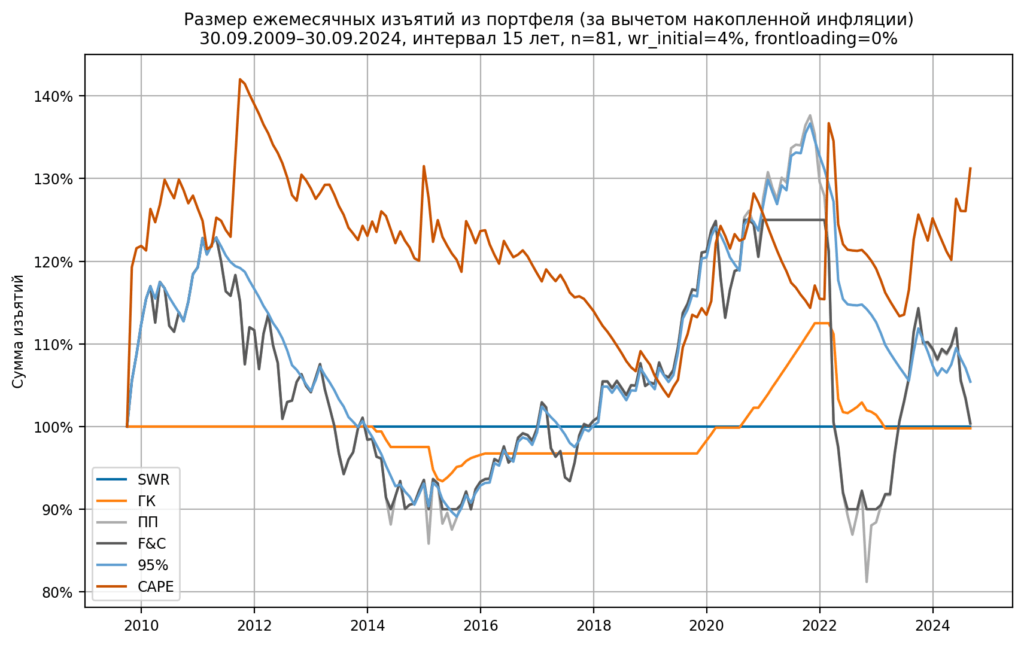 Размер ежемесячных изъятий из портфеля (за вычетом накопленной инфляции)
30.09.2009–30.09.2024, интервал 15 лет, n=81, wr_initial=4%, frontloading=0%
Сумма изъятий
140%
130%
120%
110%
100%
90%
80%
SWR
ГК
ПП
F&C
95%
CAPE
2010
2012
2014
2016
2018
2020
2022
2024